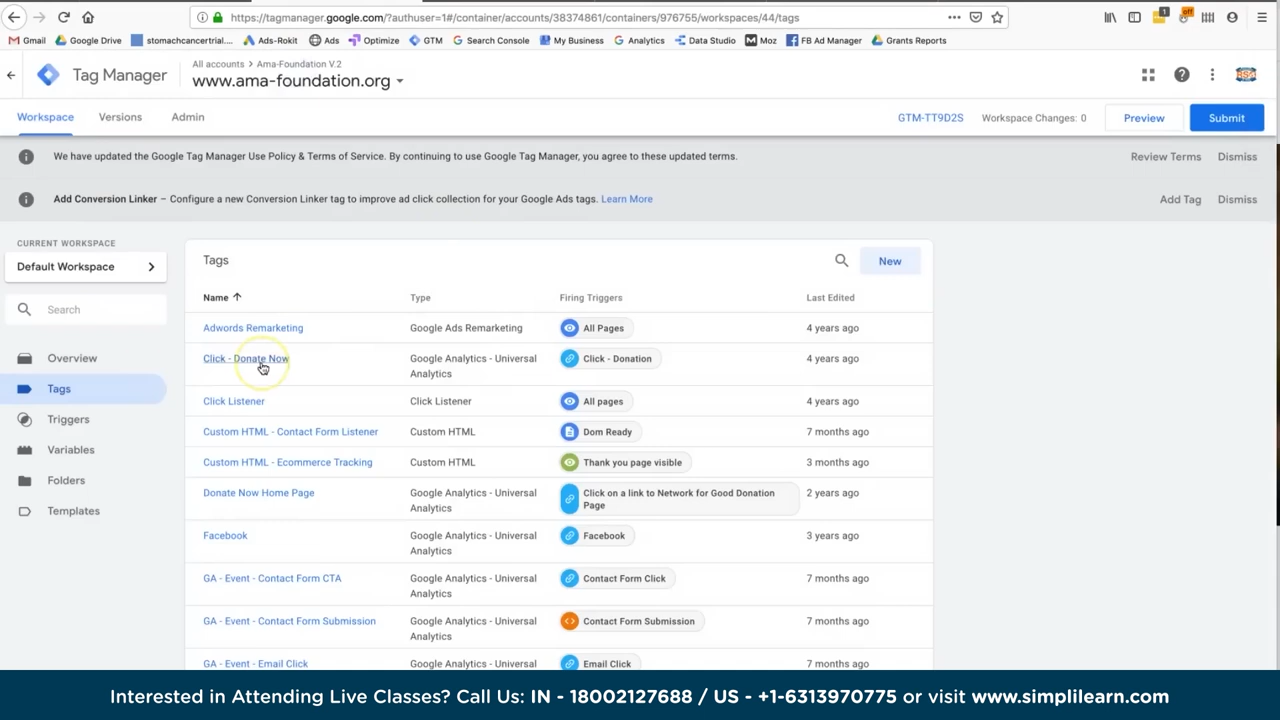 https://tagmanager.google.com/?authuser=1#/container/accounts/38374861/containers/976755/workspaces/44/tags
1
off
Gmail
Google Drive
stomachcancertrial....
Ads-Rokit
Ads
Optimize
GTM
Search Console
My Business
Analytics
Data Studio
Moz
FB Ad Manager
Grants Reports
Tag Manager
All accounts > Ama-Foundation V.2
www.ama-foundation.org
Workspace
Versions
Admin
GTM-TT9D2S
Workspace Changes: 0
Preview
Submit
We have updated the Google Tag Manager Use Policy & Terms of Service. By continuing to use Google Tag Manager, you agree to these updated terms.
Review Terms
Dismiss
Add Conversion Linker – Configure a new Conversion Linker tag to improve ad click collection for your Google Ads tags. Learn More
Add Tag
Dismiss
CURRENT WORKSPACE
Default Workspace
Search
Overview
Tags
Triggers
Variables
Folders
Templates
Tags
New
Name
Type
Firing Triggers
Last Edited
Adwords Remarketing
Google Ads Remarketing
All Pages
4 years ago
Click - Donate Now
Google Analytics - Universal
Analytics
Click - Donation
4 years ago
Click Listener
Click Listener
All pages
4 years ago
Custom HTML - Contact Form Listener
Custom HTML
Dom Ready
7 months ago
Custom HTML - Ecommerce Tracking
Custom HTML
Thank you page visible
3 months ago
Donate Now Home Page
Google Analytics - Universal
Analytics
Click on a link to Network for Good Donation
Page
2 years ago
Facebook
Google Analytics - Universal
Analytics
Facebook
3 years ago
GA - Event - Contact Form CTA
Google Analytics - Universal
Analytics
Contact Form Click
7 months ago
GA - Event - Contact Form Submission
Google Analytics - Universal
Analytics
Contact Form Submission
7 months ago
GA - Event - Email Click
Google Analytics - Universal
Email Click
7 months ago
Interested in Attending Live Classes? Call Us: IN - 18002127688 / US - +1-6313970775 or visit www.simplilearn.com